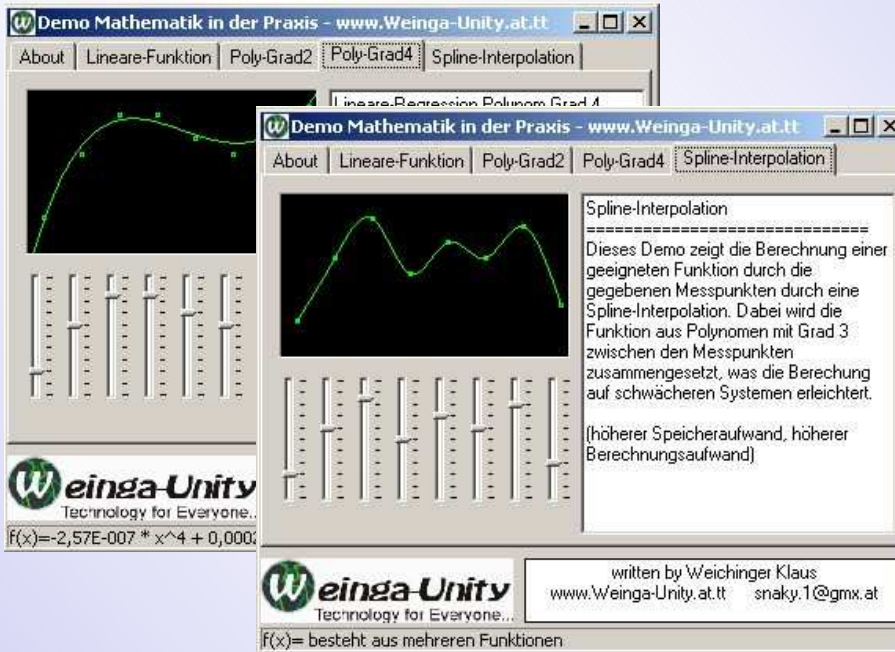 Demo Mathematik in der Praxis - www.Weinga-Unity.at.tt
About Lineare-Funktion Poly-Grad2 Poly-Grad4 Spline-Interpolation
Lineare-Regression Polynom Grad 4
Weinga-Unity
Technology for Everyone...
f(x)=-2,57E-007 * x^4 + 0,0002
Demo Mathematik in der Praxis - www.Weinga-Unity.at.tt
About Lineare-Funktion Poly-Grad2 Poly-Grad4 Spline-Interpolation
Spline-Interpolation
==============================
Dieses Demo zeigt die Berechnung einer
geeigneten Funktion durch die
gegebenen Messpunkten durch eine
Spline-Interpolation. Dabei wird die
Funktion aus Polynomen mit Grad 3
zwischen den Messpunkten
zusammengesetzt, was die Berechung
auf schwächeren Systemen erleichtert.
(höherer Speicheraufwand, höherer
Berechnungsaufwand)
Weinga-Unity
Technology for Everyone...
written by Weichinger Klaus
www.Weinga-Unity.at.tt snaky.1@gmx.at
f(x)= besteht aus mehreren Funktionen